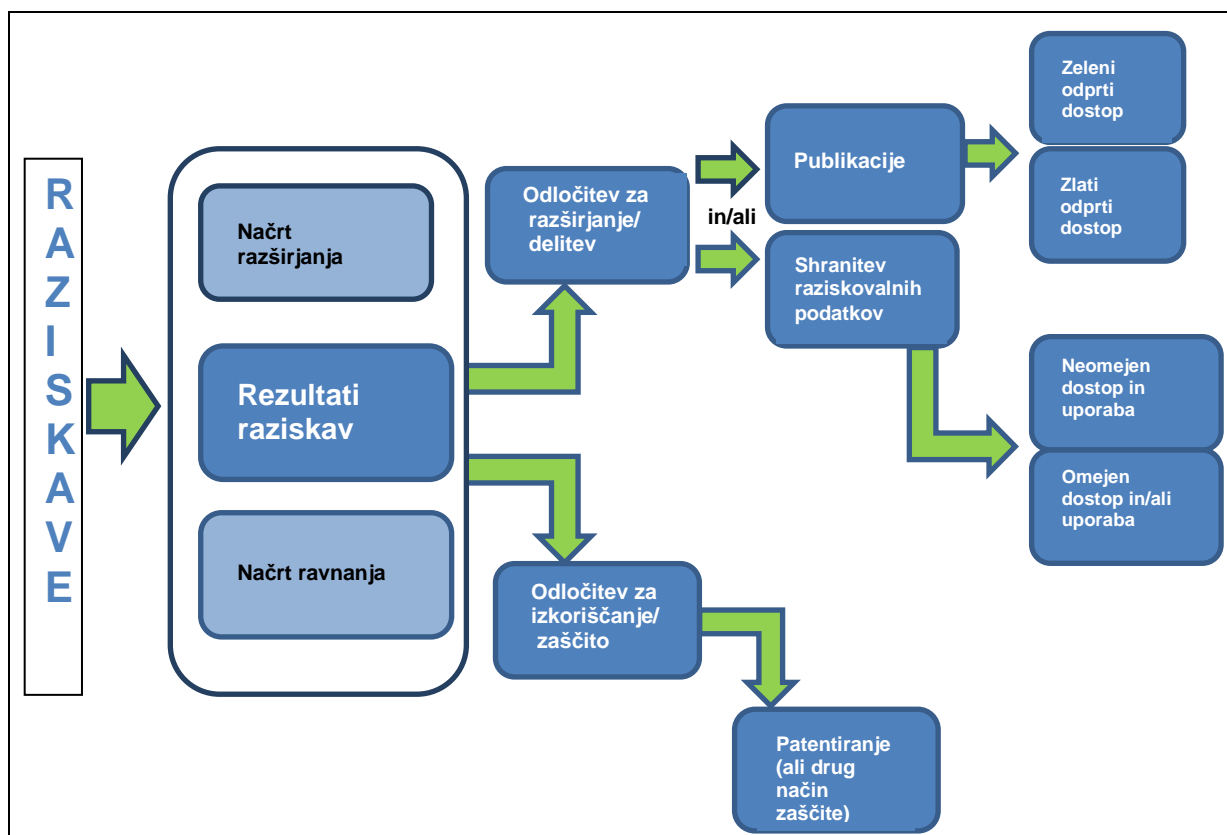 RAZISKAVE
Načrt
razširjanja
Rezultati
raziskav
Načrt ravnanja
Odločitev za
razširjanje/
delitev
in/ali
Publikacije
Shranitev
raziskovalnih
podatkov
Zeleni
odprti
dostop
Zlati
odprti
dostop
Neomejen
dostop in
uporaba
Omejen
dostop in/ali
uporaba
Odločitev za
izkoriščanje/
zaščito
Patentiranje
(ali drug
način
zaščite)